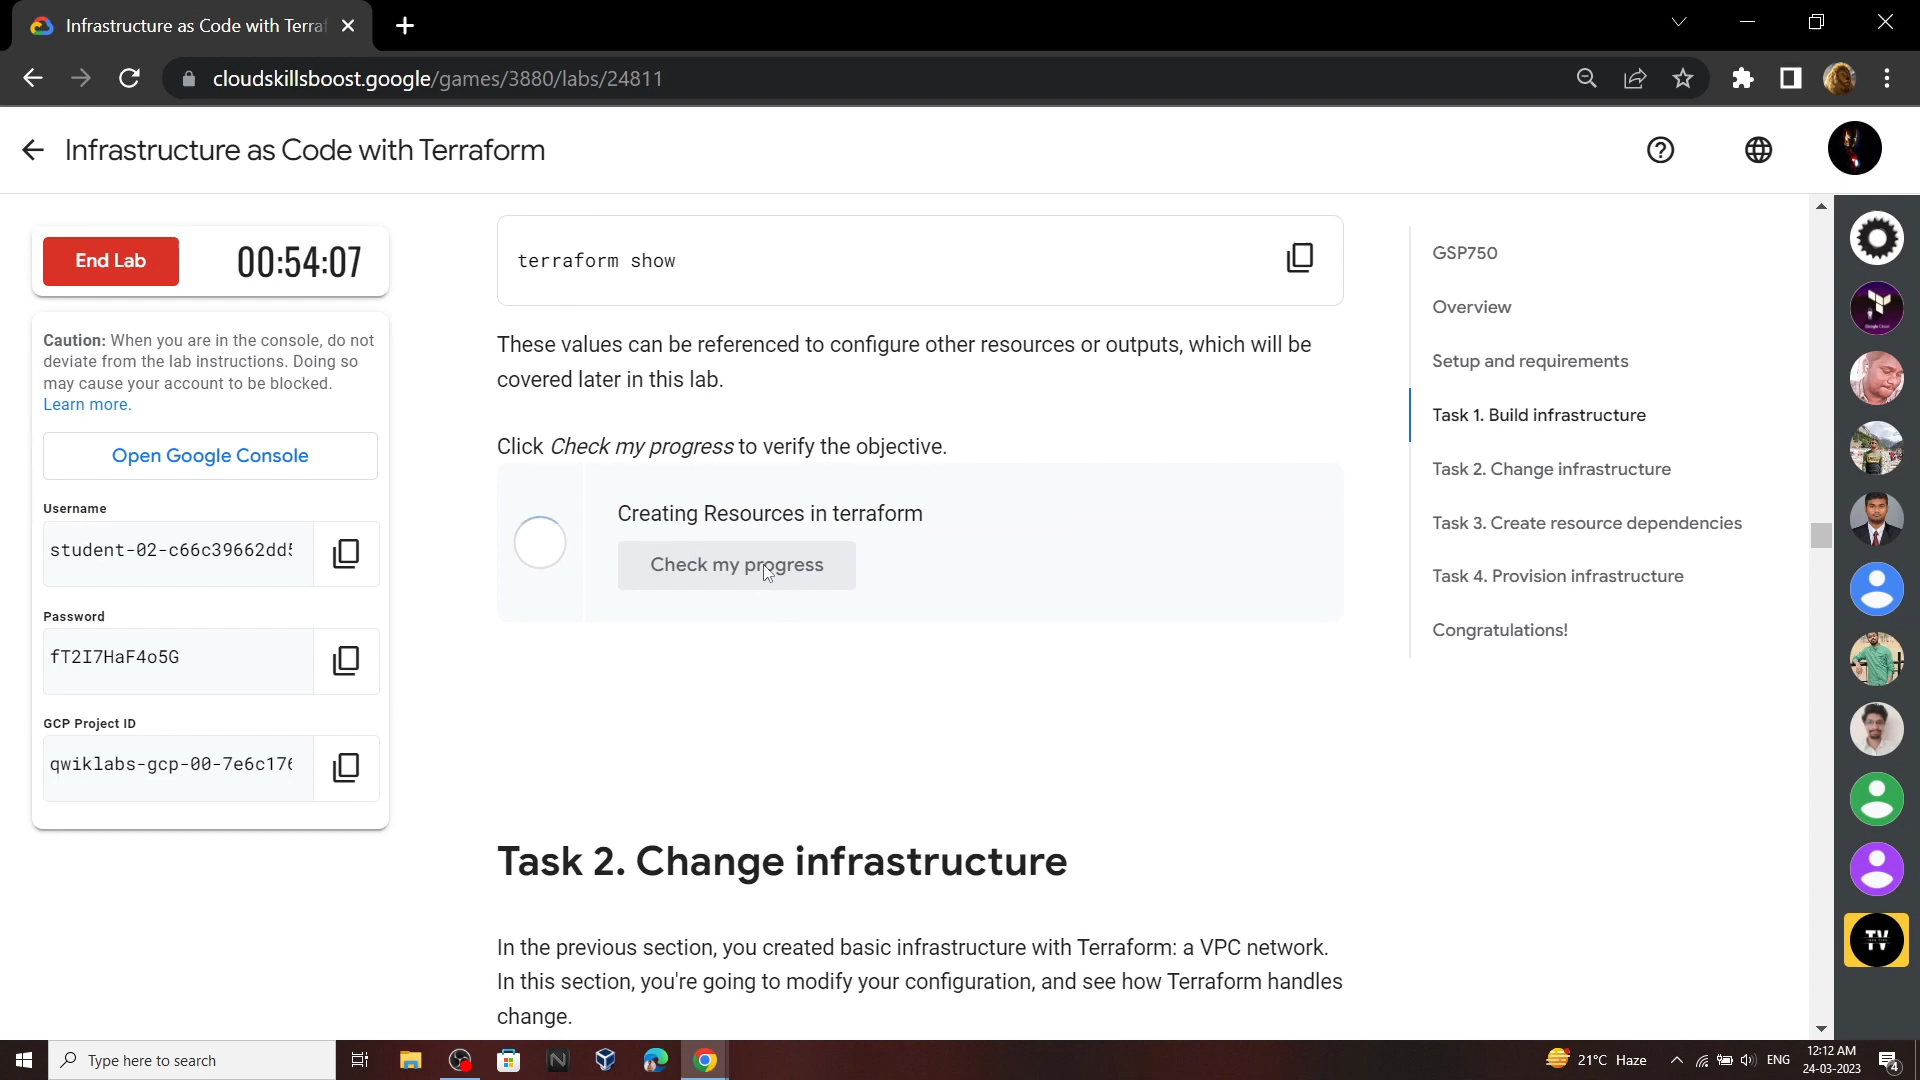 Infrastructure as Code with Terraf
cloudskillsboost.google/games/3880/labs/24811
Infrastructure as Code with Terraform
End Lab
00:54:07
Caution: When you are in the console, do not
deviate from the lab instructions. Doing so
may cause your account to be blocked.
Learn more.
Open Google Console
Username
student-02-c66c39662dd5
Password
fT2I7HaF4o5G
GCP Project ID
qwiklabs-gcp-00-7e6c176
terraform show
These values can be referenced to configure other resources or outputs, which will be
covered later in this lab.
Click Check my progress to verify the objective.
Creating Resources in terraform
Check my progress
Task 2. Change infrastructure
In the previous section, you created basic infrastructure with Terraform: a VPC network.
In this section, you're going to modify your configuration, and see how Terraform handles
change.
GSP750
Overview
Setup and requirements
Task 1. Build infrastructure
Task 2. Change infrastructure
Task 3. Create resource dependencies
Task 4. Provision infrastructure
Congratulations!
TV
Type here to search
21°C Haze
ENG
12:12 AM
24-03-2023
4